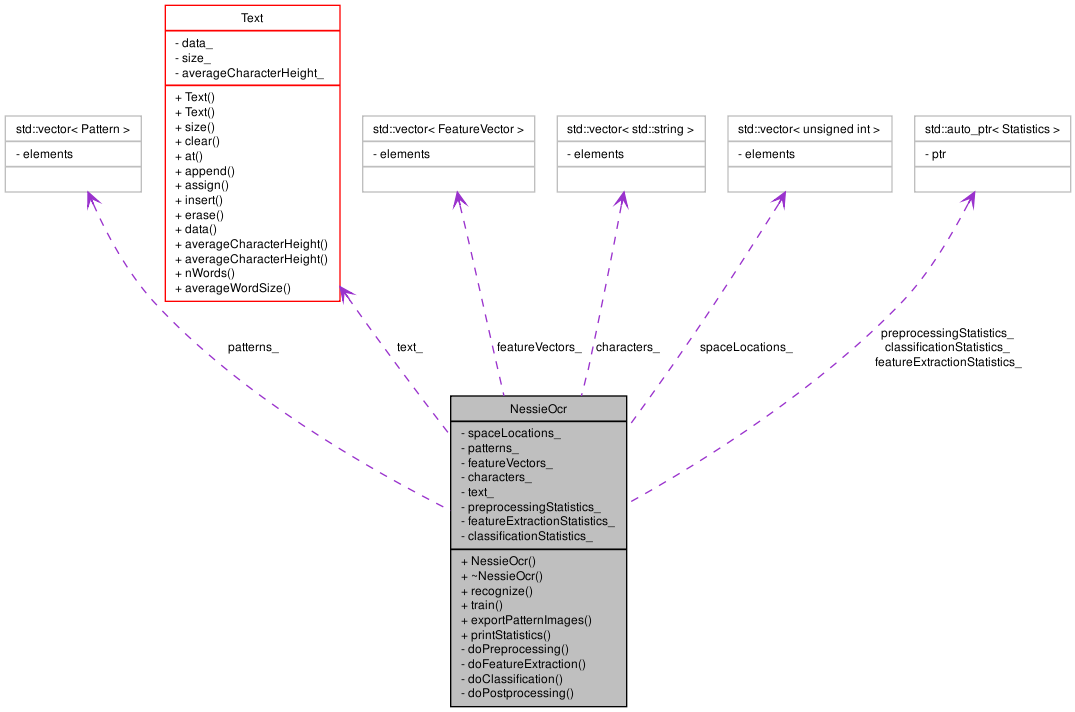 Text
- data_
- size_
- averageCharacterHeight_
+ Text()
+ Text()
+ size()
+ clear()
+ at()
+ append()
+ assign()
+ insert()
+ erase()
+ data()
+ averageCharacterHeight()
+ averageCharacterHeight()
+ nWords()
+ averageWordSize()
std::vector< Pattern >
- elements
std::vector< FeatureVector >
- elements
std::vector< std::string >
- elements
std::vector< unsigned int >
- elements
std::auto_ptr< Statistics >
- ptr
patterns_
text_
featureVectors_
characters_
spaceLocations_
preprocessingStatistics_
classificationStatistics_
featureExtractionStatistics_
NessieOcr
- spaceLocations_
- patterns_
- featureVectors_
- characters_
- text_
- preprocessingStatistics_
- featureExtractionStatistics_
- classificationStatistics_
+ NessieOcr()
+ ~NessieOcr()
+ recognize()
+ train()
+ exportPatternImages()
+ printStatistics()
- doPreprocessing()
- doFeatureExtraction()
- doClassification()
- doPostprocessing()